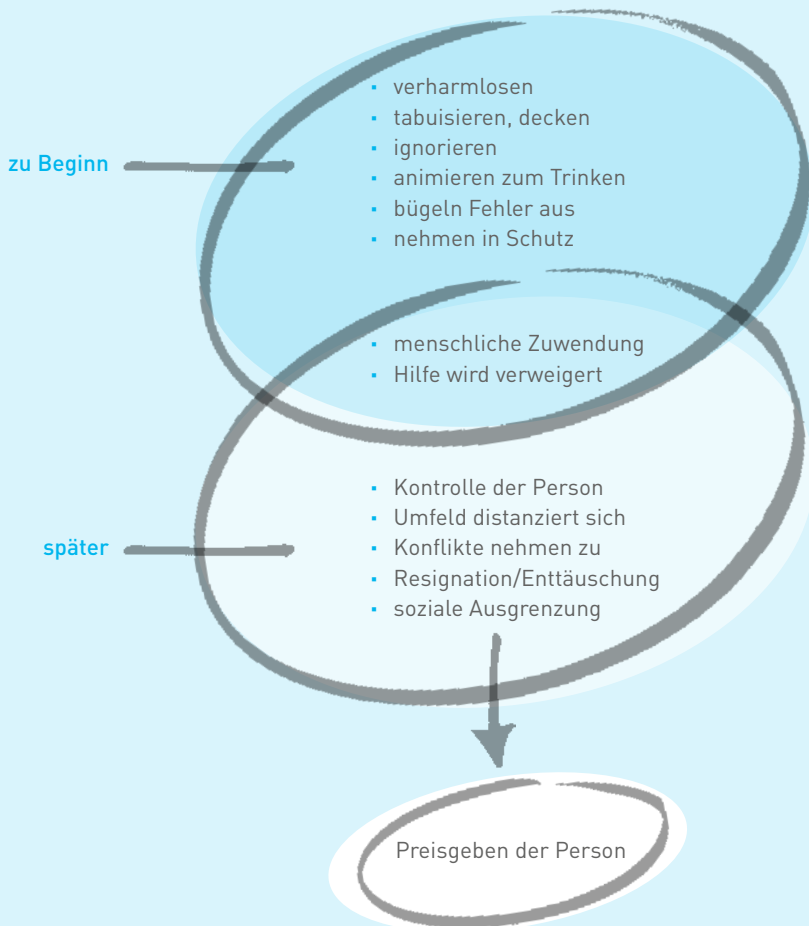 zu Beginn
▪ verharmlosen
▪ tabuisieren, decken
▪ ignorieren
▪ animieren zum Trinken
▪ bügeln Fehler aus
▪ nehmen in Schutz
▪ menschliche Zuwendung
▪ Hilfe wird verweigert
später
▪ Kontrolle der Person
▪ Umfeld distanziert sich
▪ Konflikte nehmen zu
▪ Resignation/Enttäuschung
▪ soziale Ausgrenzung
Preisgeben der Person